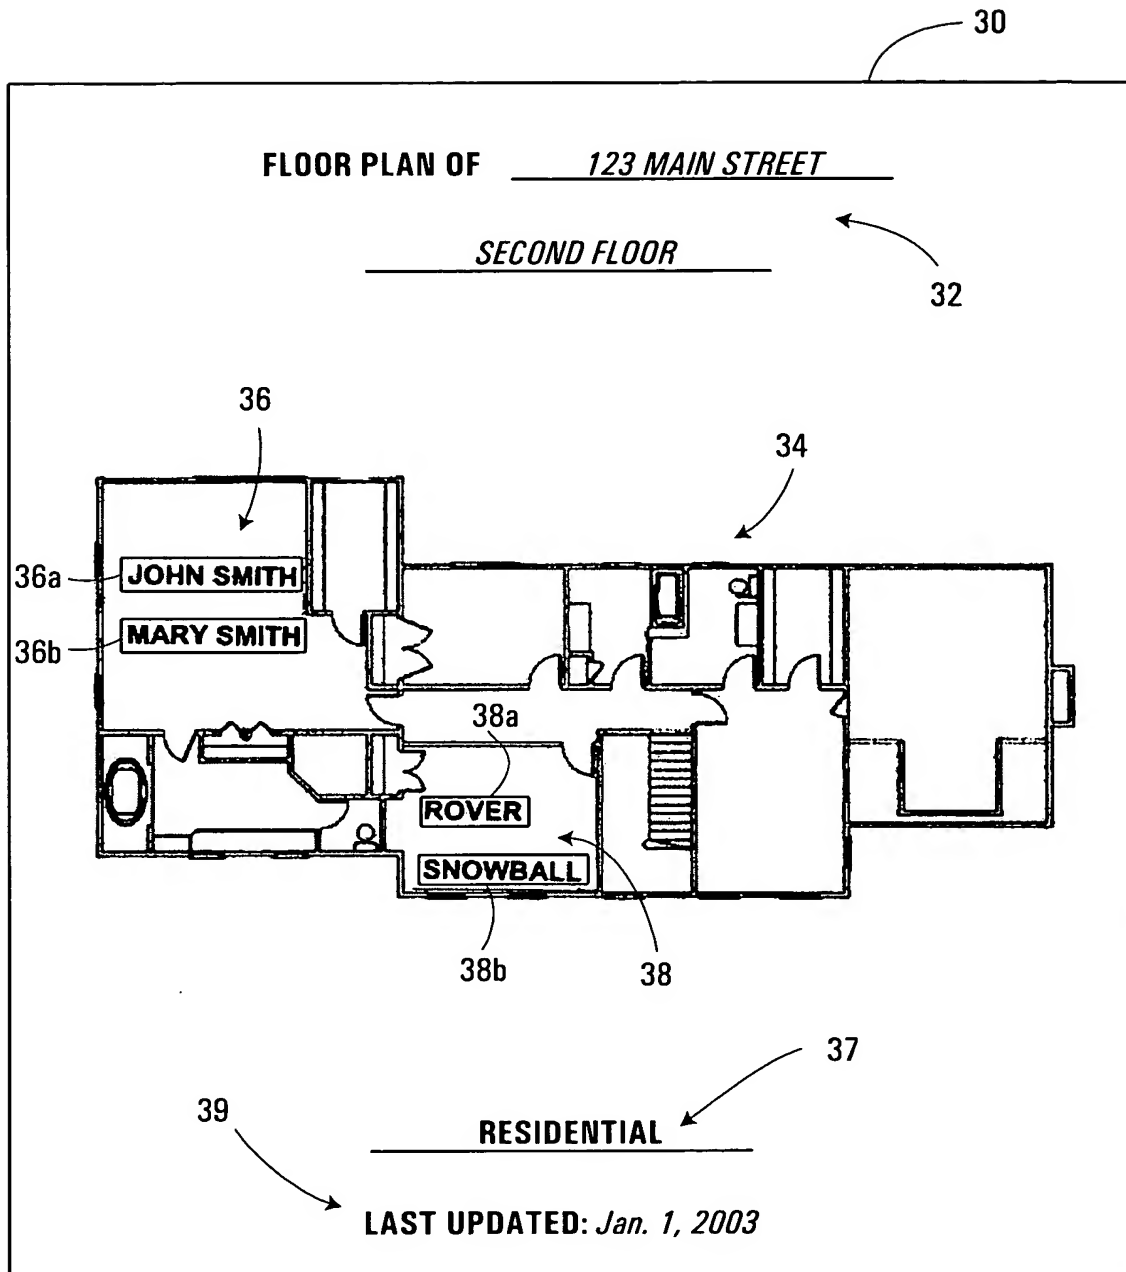 30
FLOOR PLAN OF 123 MAIN STREET
SECOND FLOOR
32
36
34
36a
JOHN SMITH
36b
MARY SMITH
38a
ROVER
SNOWBALL
38b
38
37
39
RESIDENTIAL
LAST UPDATED: Jan. 1, 2003